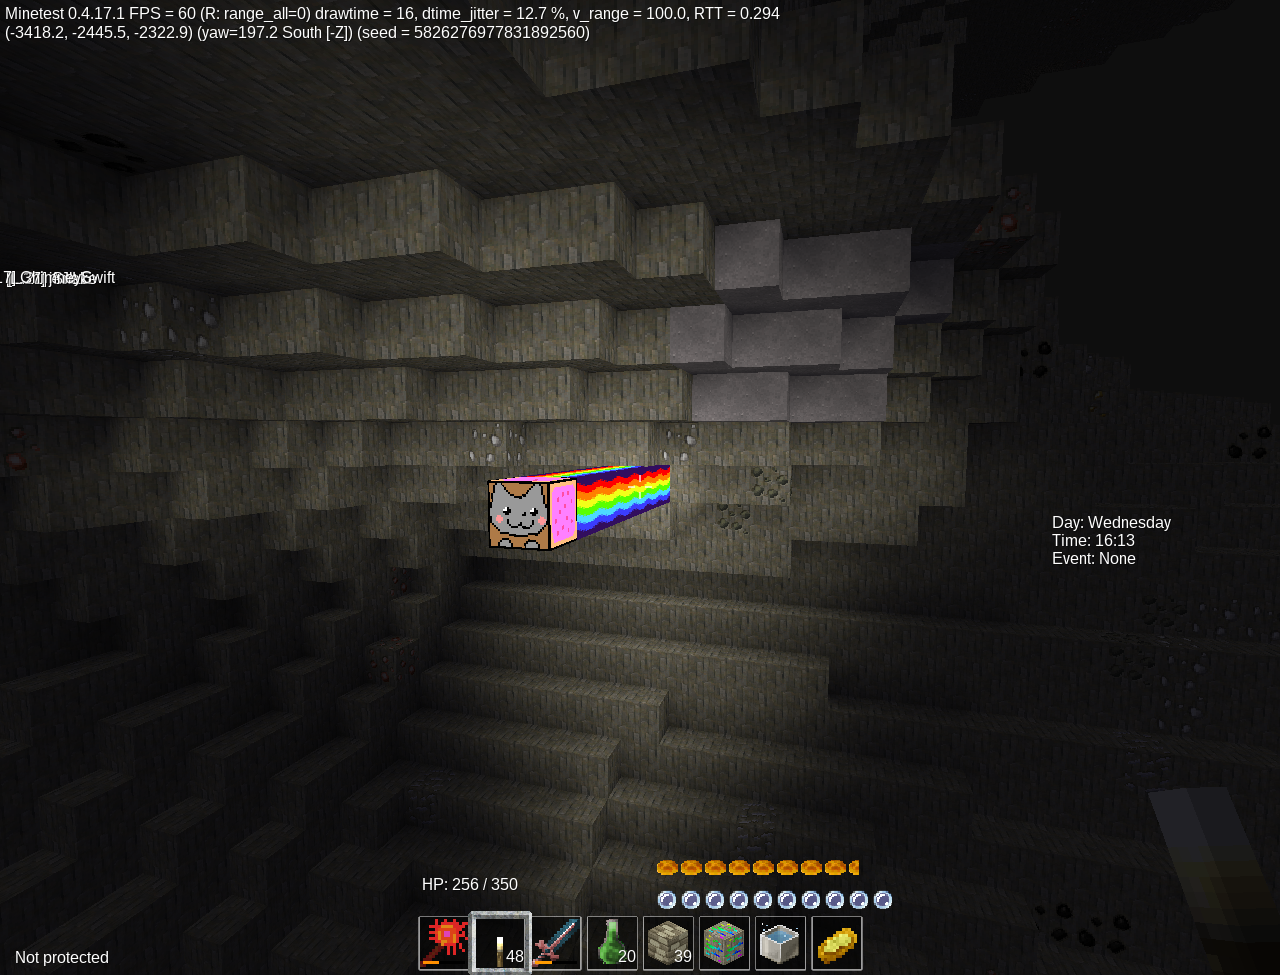 Minetest 0.4.17.1 FPS = 60 (R: range_all=0) drawtime = 16, dtime_jitter = 12.7 %, v_range = 100.0, RTT = 0.294
(-3418.2, -2445.5, -2322.9) (yaw=197.2 South [-Z]) (seed = 5826276977831892560)
Day: Wednesday
Time: 16:13
Event: None
HP: 256 / 350
48
20
39
Not protected